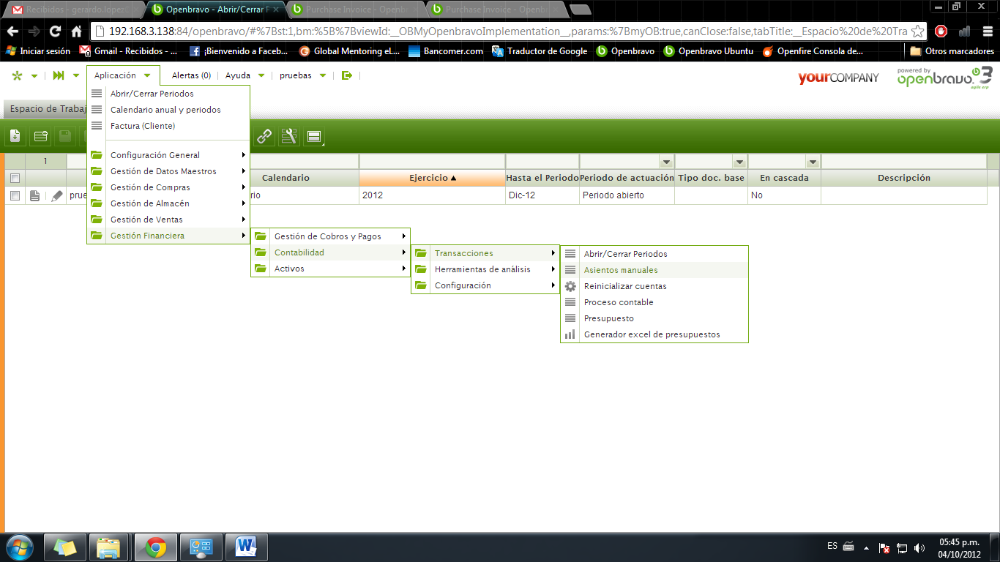 Recibidos - gerardo.lopez
Openbravo - Abrir/Cerrar P
Purchase Invoice - Openb
Purchase Invoice - Openb
192.168.3.138:84/openbravo/#%7Bst:1,bm:%5B%7BviewId:__OBMyOpenbravoImplementation__,params:%7BmyOB:true,canClose:false,tabTitle:__Espacio%20de%20Tra
Iniciar sesión
Gmail - Recibidos - ...
¡Bienvenido a Faceb...
Global Mentoring eL...
Bancomer.com
Traductor de Google
Openbravo
Openbravo Ubuntu
Openfire Consola de...
Otros marcadores
Aplicación
Alertas (0)
Ayuda
pruebas
yourCOMPANY
powered by
openbravo 3
agile erp
Abrir/Cerrar Periodos
Calendario anual y periodos
Factura (Cliente)
Espacio de Trabaj
Configuración General
Gestión de Datos Maestros
Gestión de Compras
Gestión de Almacén
Gestión de Ventas
Gestión Financiera
1
Calendario
Ejercicio
Hasta el Periodo
Periodo de actuación
Tipo doc. base
En cascada
Descripción
prue
rio
2012
Dic-12
Periodo abierto
No
Gestión de Cobros y Pagos
Contabilidad
Activos
Transacciones
Herramientas de análisis
Configuración
Abrir/Cerrar Periodos
Asientos manuales
Reinicializar cuentas
Proceso contable
Presupuesto
Generador excel de presupuestos
ES
05:45 p.m.
04/10/2012